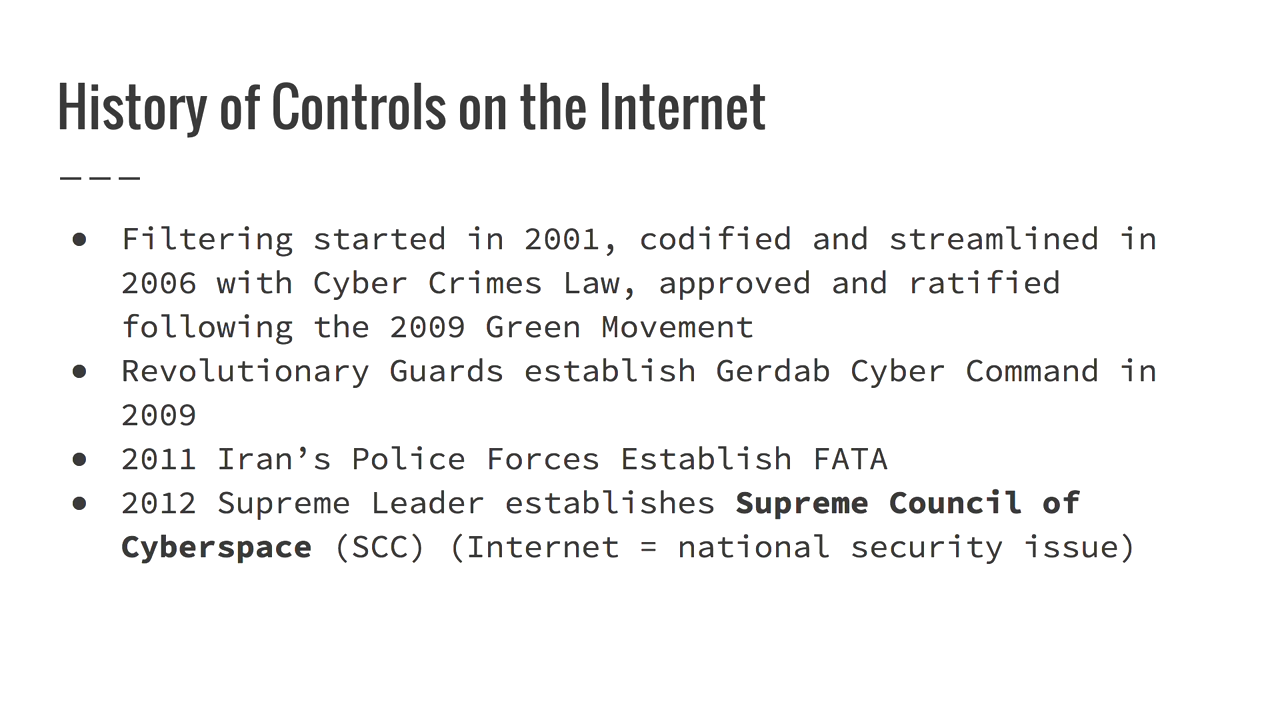 History of Controls on the Internet
● Filtering started in 2001, codified and streamlined in
2006 with Cyber Crimes Law, approved and ratified
following the 2009 Green Movement
● Revolutionary Guards establish Gerdab Cyber Command in
2009
● 2011 Iran’s Police Forces Establish FATA
● 2012 Supreme Leader establishes Supreme Council of
Cyberspace (SCC) (Internet = national security issue)